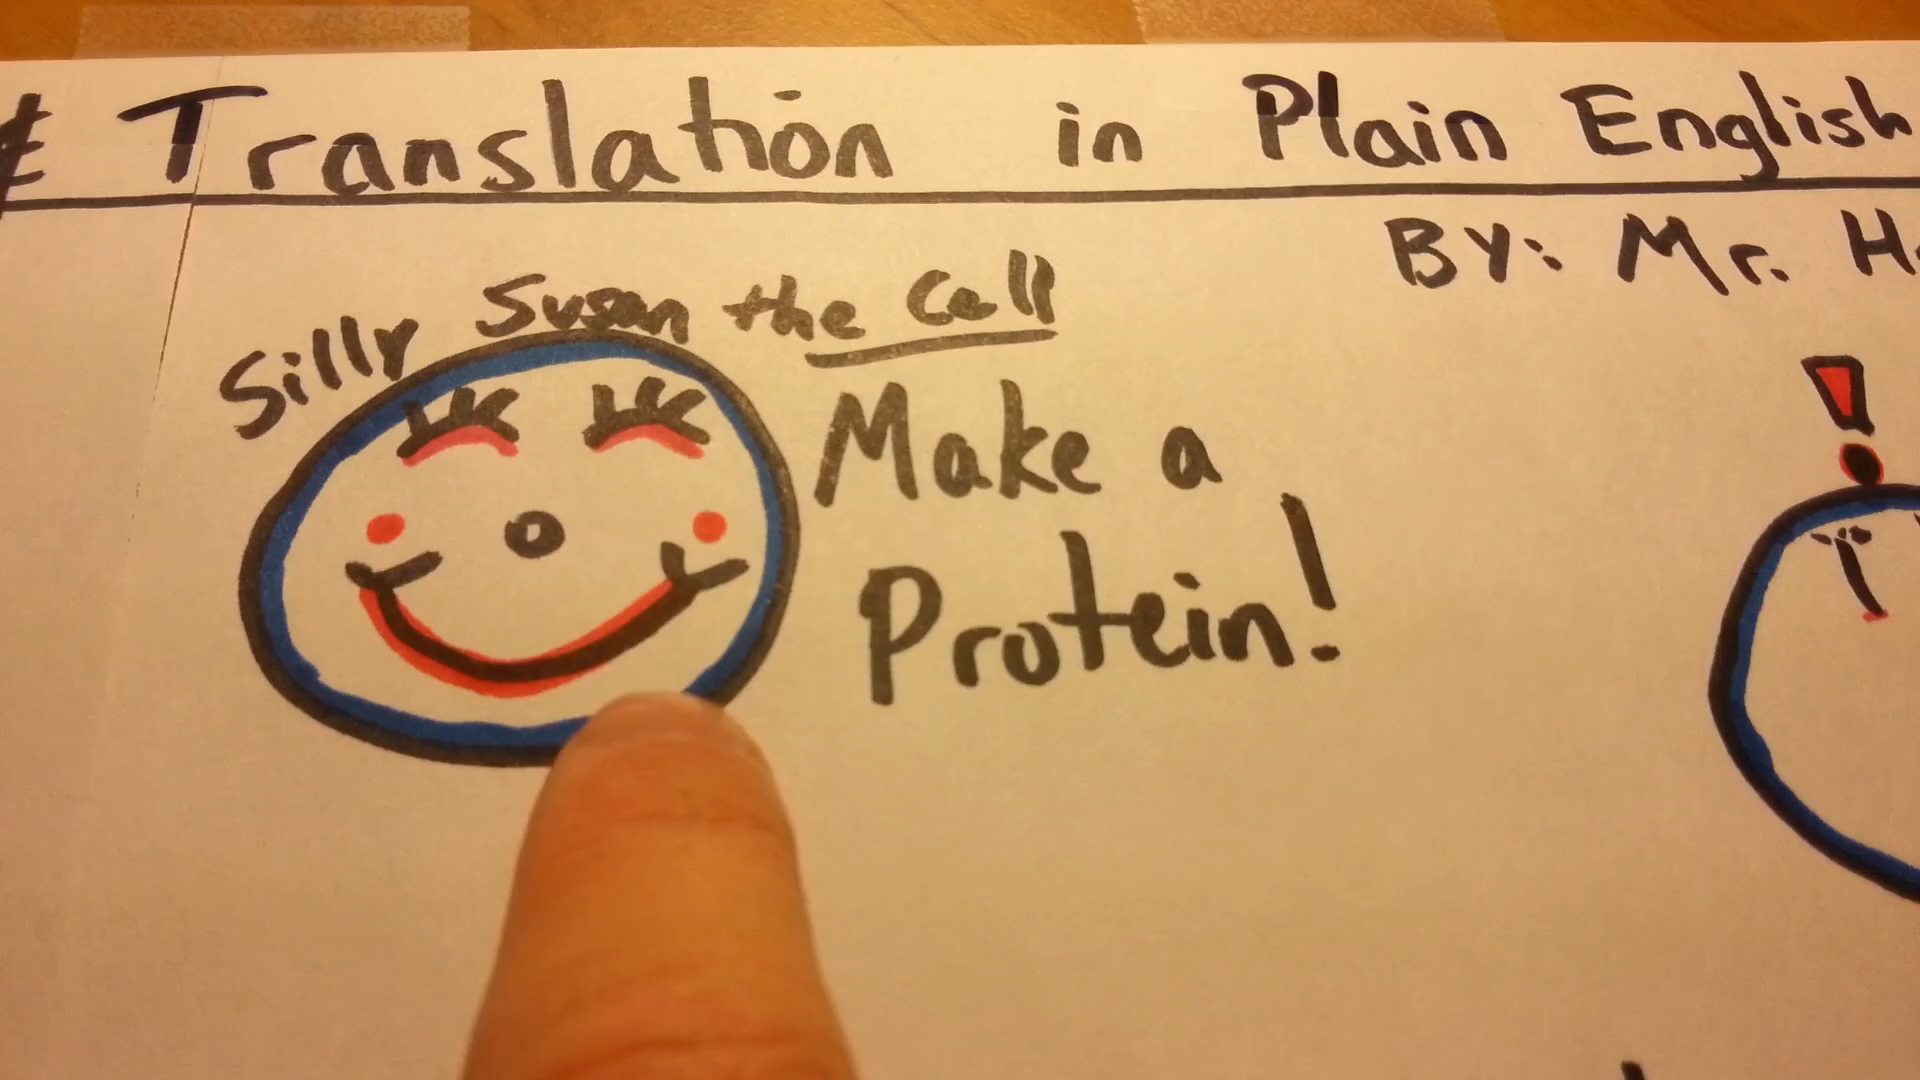 & Translation in Plain English
BY: Mr. H
Silly Susan the Cell
Make a
Protein!
!